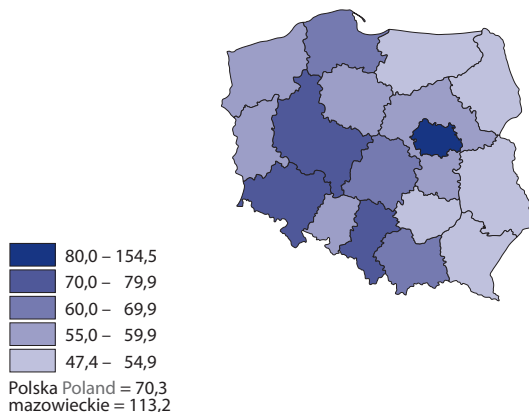 80,0 – 154,5
70,0 – 79,9
60,0 – 69,9
55,0 – 59,9
47,4 – 54,9
Polska Poland = 70,3
mazowieckie = 113,2